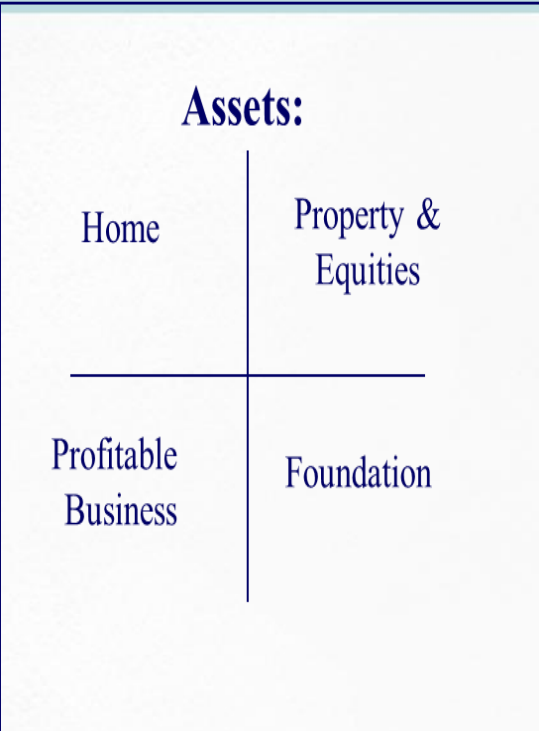 Assets:
Home
Property &
Equities
Profitable
Business
Foundation